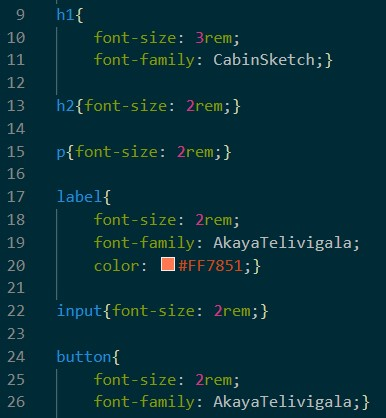 9 h1{
10 font-size: 3rem;
11 font-family: CabinSketch;}
12
13 h2{font-size: 2rem;}
14
15 p{font-size: 2rem;}
16
17 label{
18 font-size: 2rem;
19 font-family: AkayaTelivigala;
20 color: #FF7851;}
21
22 input{font-size: 2rem;}
23
24 button{
25 font-size: 2rem;
26 font-family: AkayaTelivigala;}